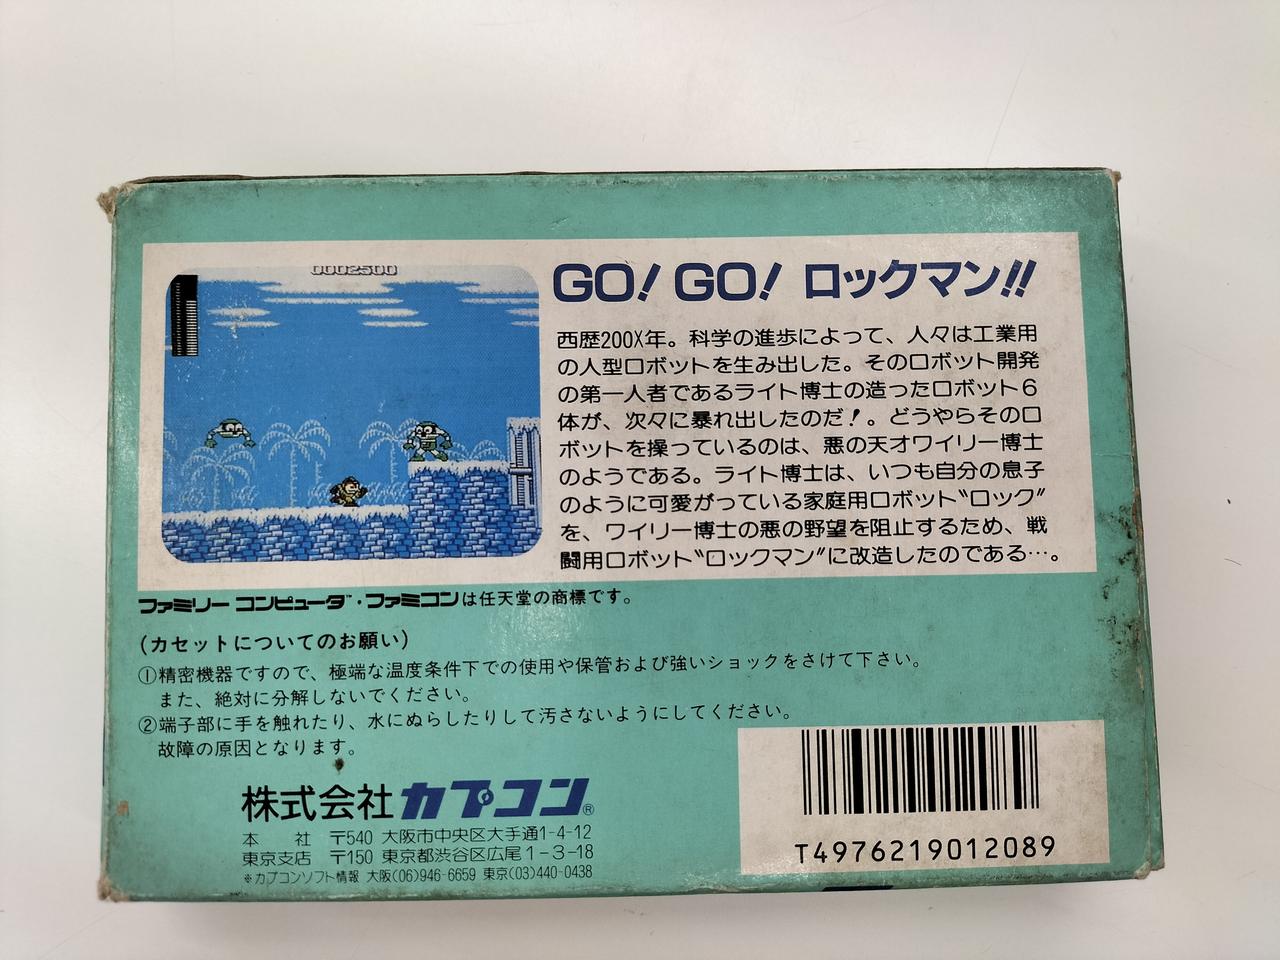 0002500
GO! GO! ロックマン!!
西歴200X年。科学の進歩によって、人々は工業用
の人型ロボットを生み出した。そのロボット開発
の第一人者であるライト博士の造ったロボット6
体が、次々に暴れ出したのだ!。どうやらそのロ
ボットを操っているのは、悪の天才ワイリー博士
のようである。ライト博士は、いつも自分の息子
のように可愛がっている家庭用ロボット〝ロック〞
を、ワイリー博士の悪の野望を阻止するため、戦
闘用ロボット〝ロックマン〞に改造したのである…。
ファミリーコンピュータ™・ファミコンは任天堂の商標です。
(カセットについてのお願い)
①精密機器ですので、極端な温度条件下での使用や保管および強いショックをさけて下さい。
また、絶対に分解しないでください。
②端子部に手を触れたり、水にぬらしたりして汚さないようにしてください。
故障の原因となります。
株式会社カプコン®
本 社 〒540 大阪市中央区大手通1-4-12
東京支店 〒150 東京都渋谷区広尾1-3-18
※カプコンソフト情報 大阪(06)946-6659 東京(03)440-0438
T4976219012089